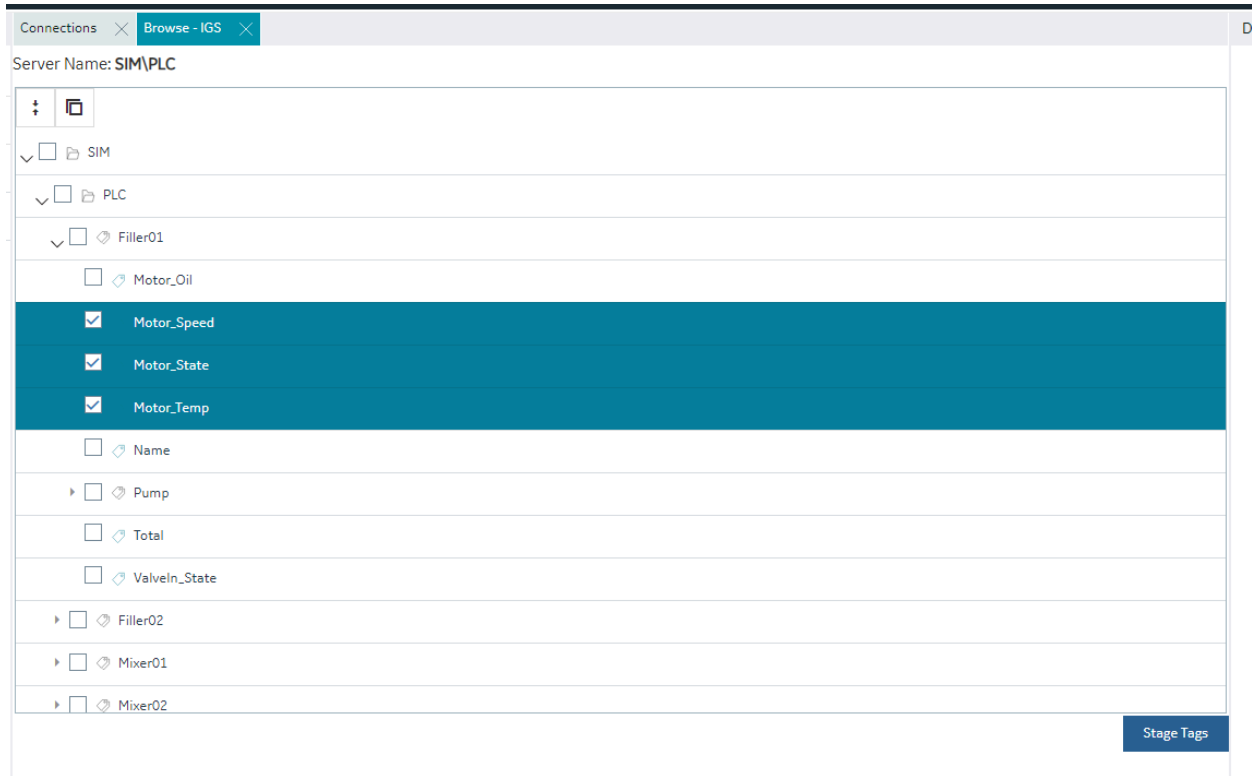 Connections Browse - IGS D
Server Name: SIM\PLC
SIM
PLC
Filler01
Motor_Oil
Motor_Speed
Motor_State
Motor_Temp
Name
Pump
Total
ValveIn_State
Filler02
Mixer01
Mixer02
Stage Tags